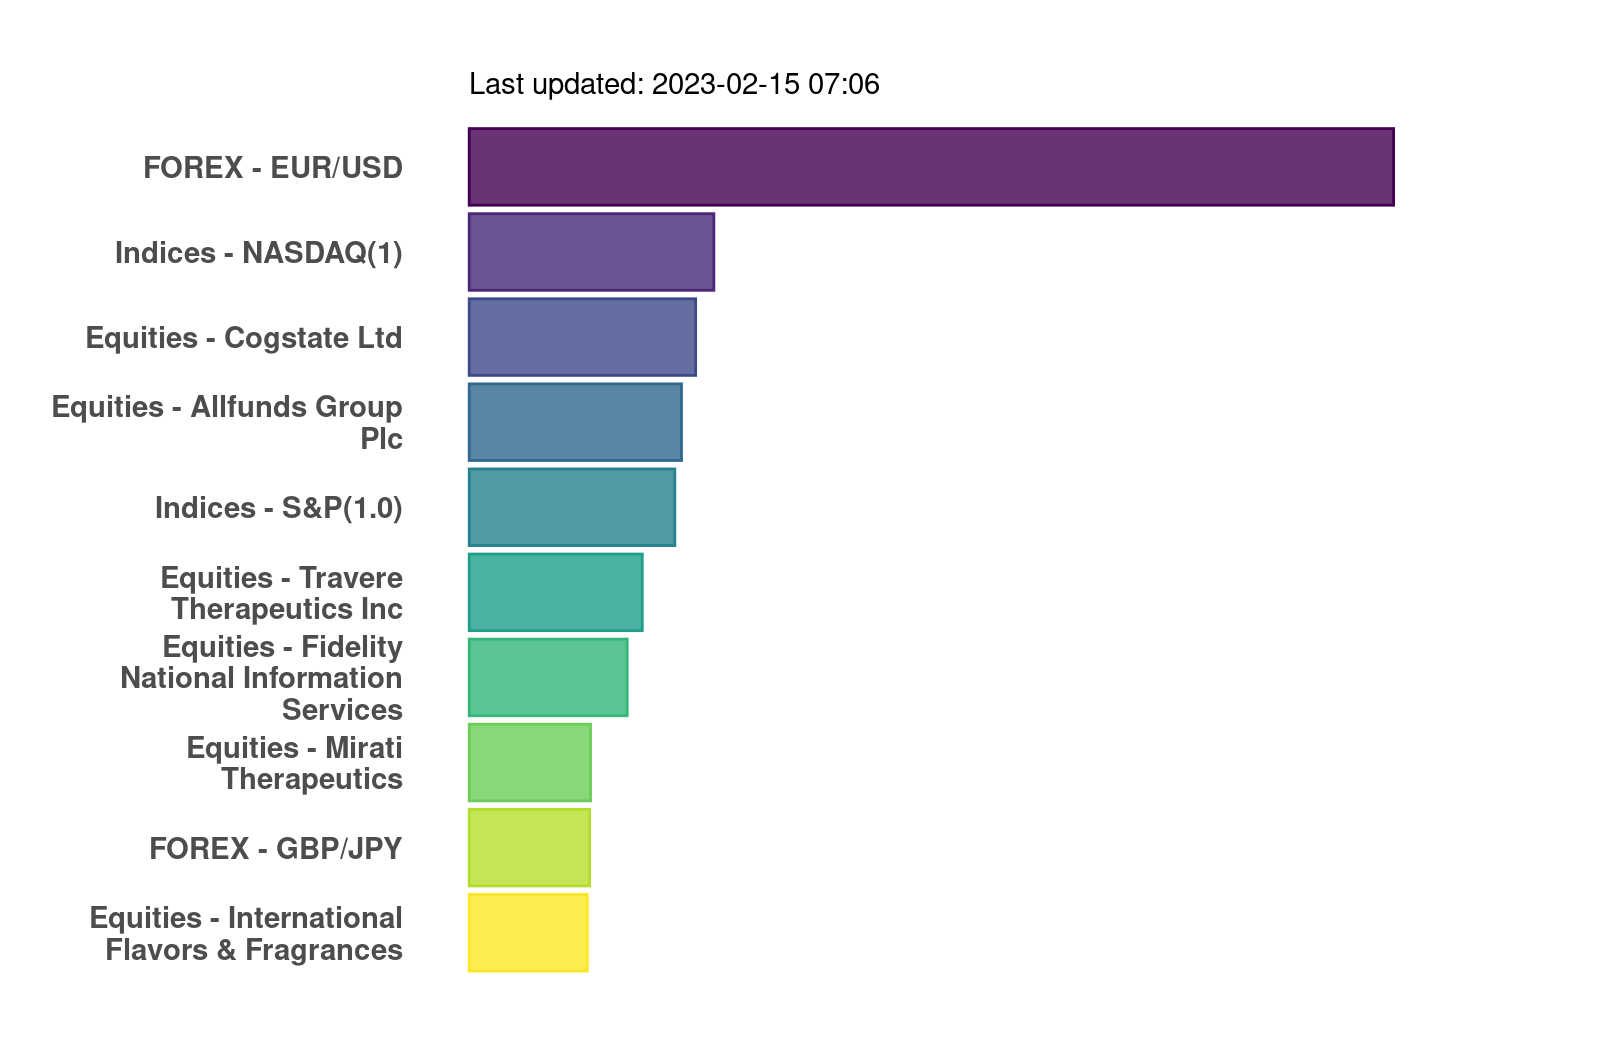 Last updated: 2023-02-15 07:06
FOREX - EUR/USD
Indices - NASDAQ(1)
Equities - Cogstate Ltd
Equities - Allfunds Group
Plc
Indices - S&P(1.0)
Equities - Travere
Therapeutics Inc
Equities - Fidelity
National Information
Services
Equities - Mirati
Therapeutics
FOREX - GBP/JPY
Equities - International
Flavors & Fragrances